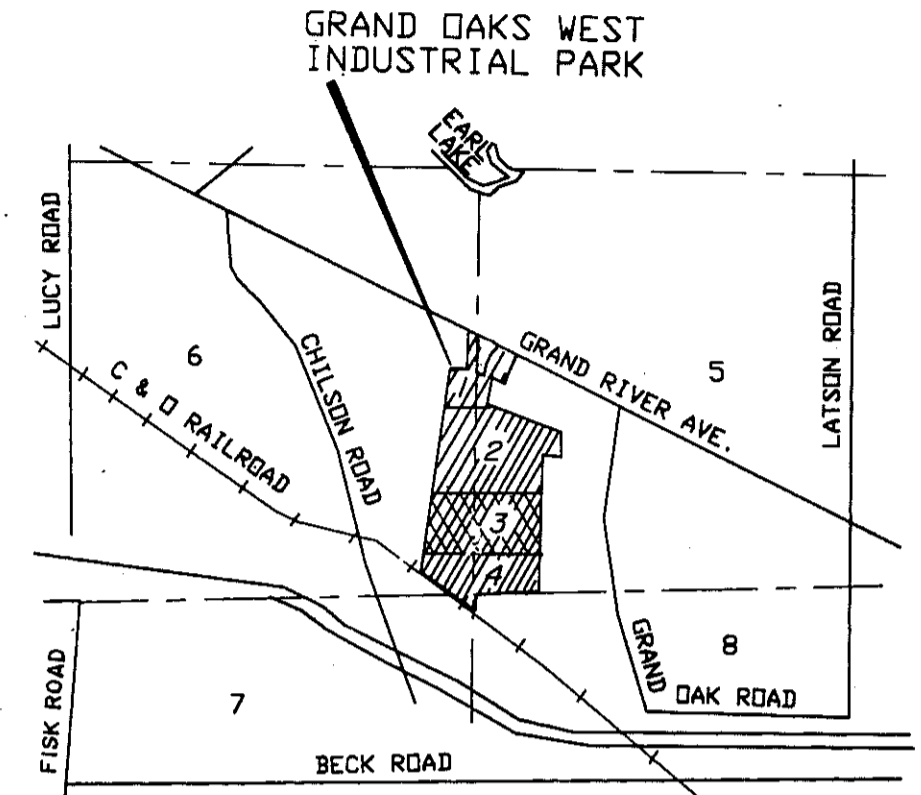 GRAND OAKS WEST
INDUSTRIAL PARK
EARL
LAKE
LUCY ROAD
6
C & O RAILROAD
CHILSON ROAD
GRAND RIVER AVE.
5
LATSON ROAD
1
2
3
4
FISK ROAD
7
BECK ROAD
GRAND OAK ROAD
8